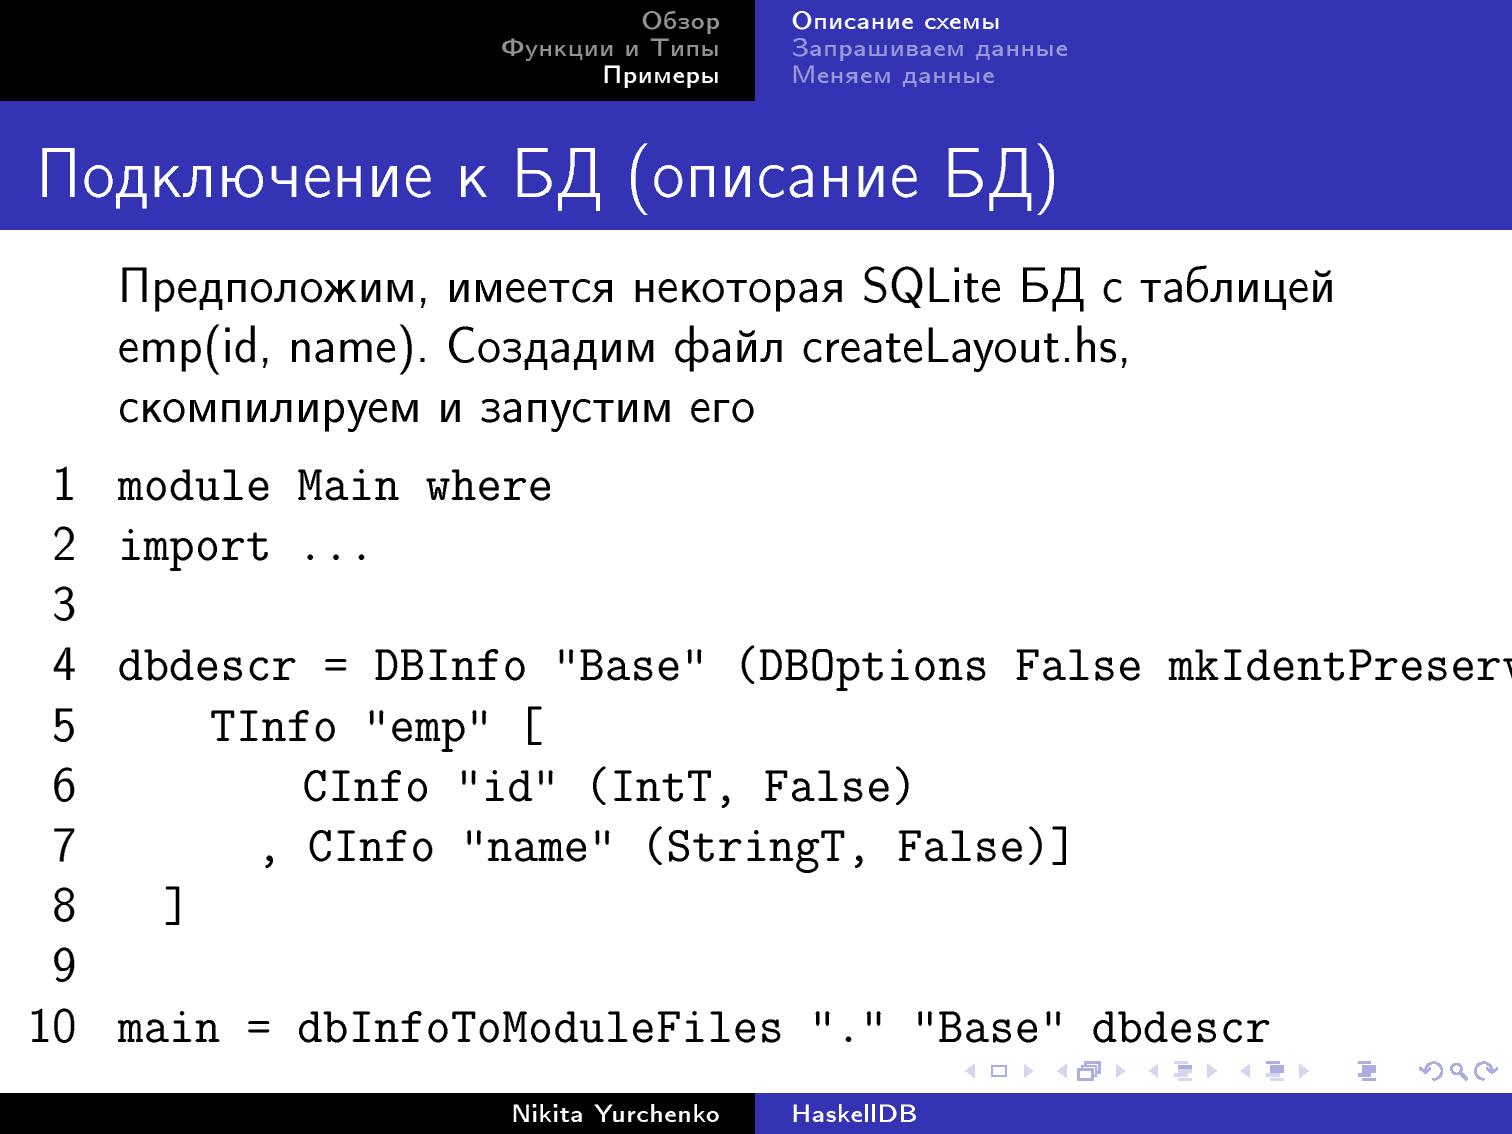 Обзор
Функции и Типы
Примеры
Описание схемы
Запрашиваем данные
Меняем данные
Подключение к БД (описание БД)
Предположим, имеется некоторая SQLite БД с таблицей
emp(id, name). Создадим файл createLayout.hs,
скомпилируем и запустим его
1 module Main where
2 import ...
3
4 dbdescr = DBInfo "Base" (DBOptions False mkIdentPreserv
5 TInfo "emp" [
6 CInfo "id" (IntT, False)
7 , CInfo "name" (StringT, False)]
8 ]
9
10 main = dbInfoToModuleFiles "." "Base" dbdescr
Nikita Yurchenko
HaskellDB